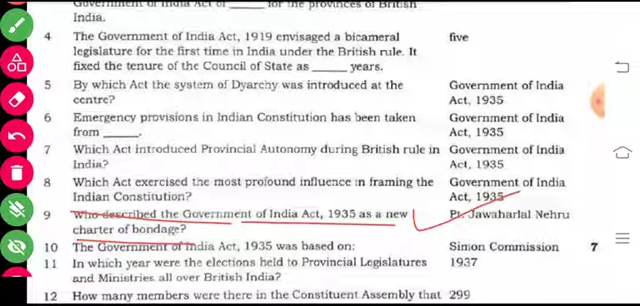 Government of India Act of ______ for the provinces of British
India.
4 The Government of India Act, 1919 envisaged a bicameral five
legislature for the first time in India under the British rule. It
fixed the tenure of the Council of State as ______ years.
5 By which Act the system of Dyarchy was introduced at the Government of India
centre? Act, 1935
6 Emergency provisions in Indian Constitution has been taken Government of India
from ______. Act, 1935
7 Which Act introduced Provincial Autonomy during British rule in Government of India
India? Act, 1935
8 Which Act exercised the most profound influence in framing the Government of India
Indian Constitution? Act, 1935
9 Who described the Government of India Act, 1935 as a new Pt. Jawaharlal Nehru
charter of bondage?
10 The Government of India Act, 1935 was based on: Simon Commission 7
11 In which year were the elections held to Provincial Legislatures 1937
and Ministries all over British India?
12 How many members were there in the Constituent Assembly that 299